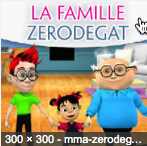 LA FAMILLE
ZERODEGAT
300 × 300 - mma-zerodeg...